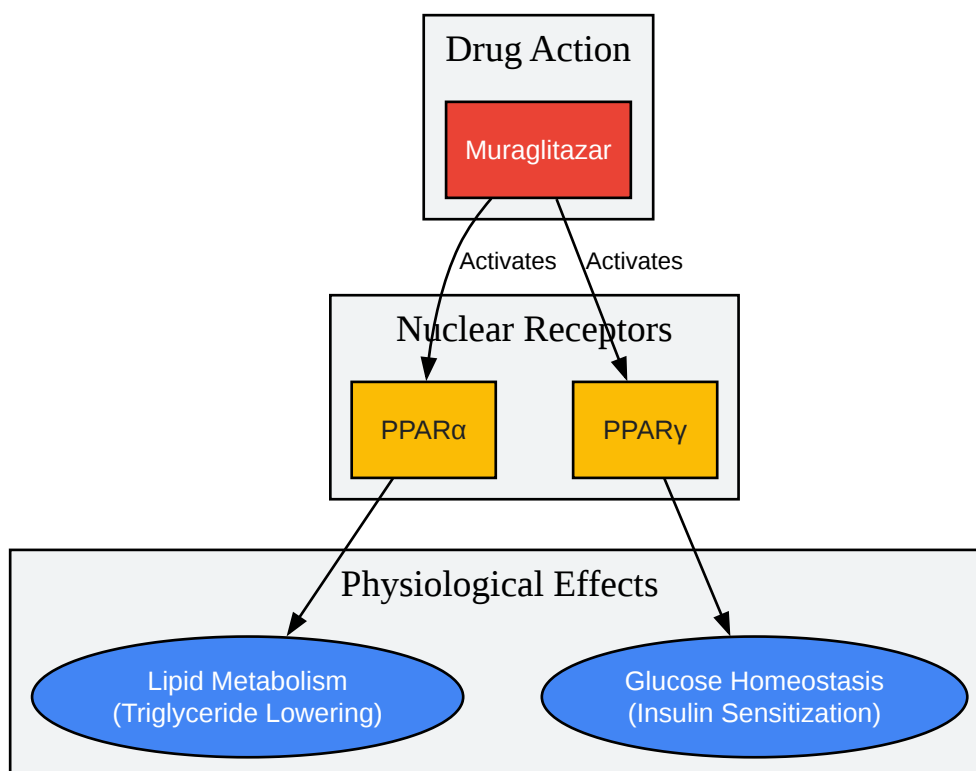 Drug Action
Muraglitazar
Activates
Activates
Nuclear Receptors
PPARα
PPARγ
Physiological Effects
Lipid Metabolism
(Triglyceride Lowering)
Glucose Homeostasis
(Insulin Sensitization)